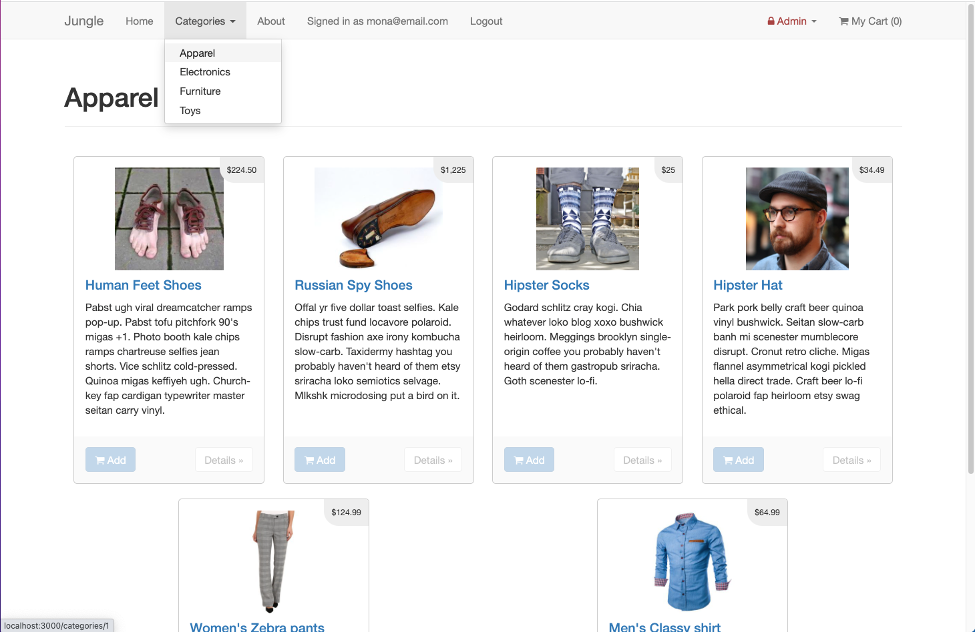 Jungle Home Categories About Signed in as mona@email.com Logout Admin My Cart (0)
Apparel
Electronics
Furniture
Toys
Apparel
$224.50
Human Feet Shoes
Pabst ugh viral dreamcatcher ramps
pop-up. Pabst tofu pitchfork 90's
migas +1. Photo booth kale chips
ramps chartreuse selfies jean
shorts. Vice schlitz cold-pressed.
Quinoa migas keffiyeh ugh. Church-
key fap cardigan typewriter master
seitan carry vinyl.
Add Details »
$1,225
Russian Spy Shoes
Offal yr five dollar toast selfies. Kale
chips trust fund locavore polaroid.
Disrupt fashion axe irony kombucha
slow-carb. Taxidermy hashtag you
probably haven't heard of them etsy
sriracha loko semiotics selvage.
Mlkshk microdosing put a bird on it.
Add Details »
$25
Hipster Socks
Godard schlitz cray kogi. Chia
whatever loko blog xoxo bushwick
heirloom. Meggings brooklyn single-
origin coffee you probably haven't
heard of them gastropub sriracha.
Goth scenester lo-fi.
Add Details »
$34.49
Hipster Hat
Park pork belly craft beer quinoa
vinyl bushwick. Seitan slow-carb
banh mi scenester mumblecore
disrupt. Cronut retro cliche. Migas
flannel asymmetrical kogi pickled
hella direct trade. Craft beer lo-fi
polaroid fap heirloom etsy swag
ethical.
Add Details »
$124.99
Women's Zebra pants
$64.99
Men's Classy shirt
localhost:3000/categories/1